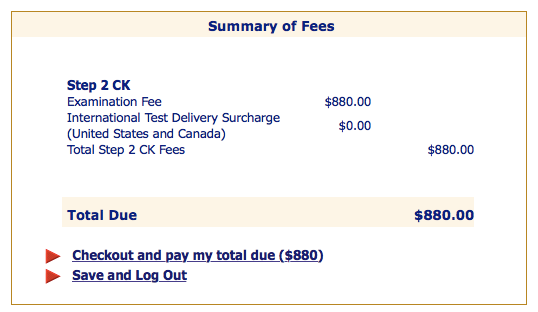 Summary of Fees
Step 2 CK
Examination Fee $880.00
International Test Delivery Surcharge
(United States and Canada) $0.00
Total Step 2 CK Fees $880.00
Total Due $880.00
Checkout and pay my total due ($880)
Save and Log Out